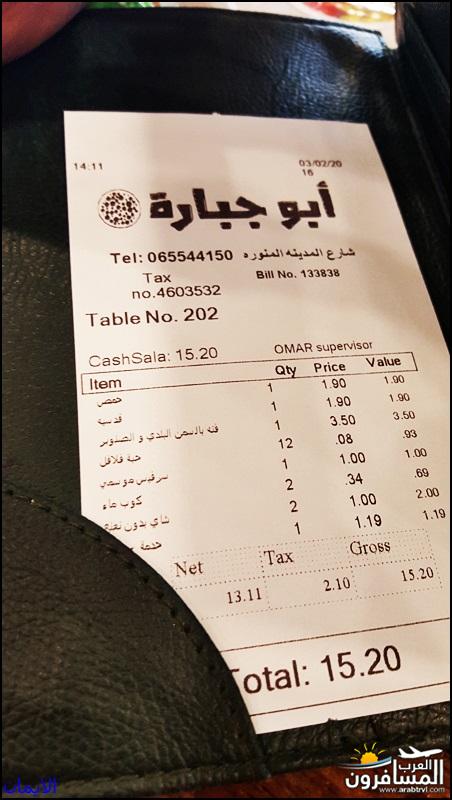 14:11 03/02/20
16
أبو جبارة
Tel: 065544150 شارع المدينه المنوره
Tax Bill No. 133838
no.4603532
Table No. 202
CashSala: 15.20 OMAR supervisor
Item Qty Price Value
حمص 1 1.90 1.90
قدسية 1 1.90 1.90
فته بالسمن البلدي و الصنوبر 1 3.50 3.50
حبة فلافل 12 .08 .93
سرفيس موسمي 1 1.00 1.00
كوب ماء 2 .34 .69
شاي بدون نعنع 2 1.00 2.00
خدمة 1 1.19 1.19
Net Tax Gross
13.11 2.10 15.20
Total: 15.20
العرب
المسافرون
www.arabtrvl.com